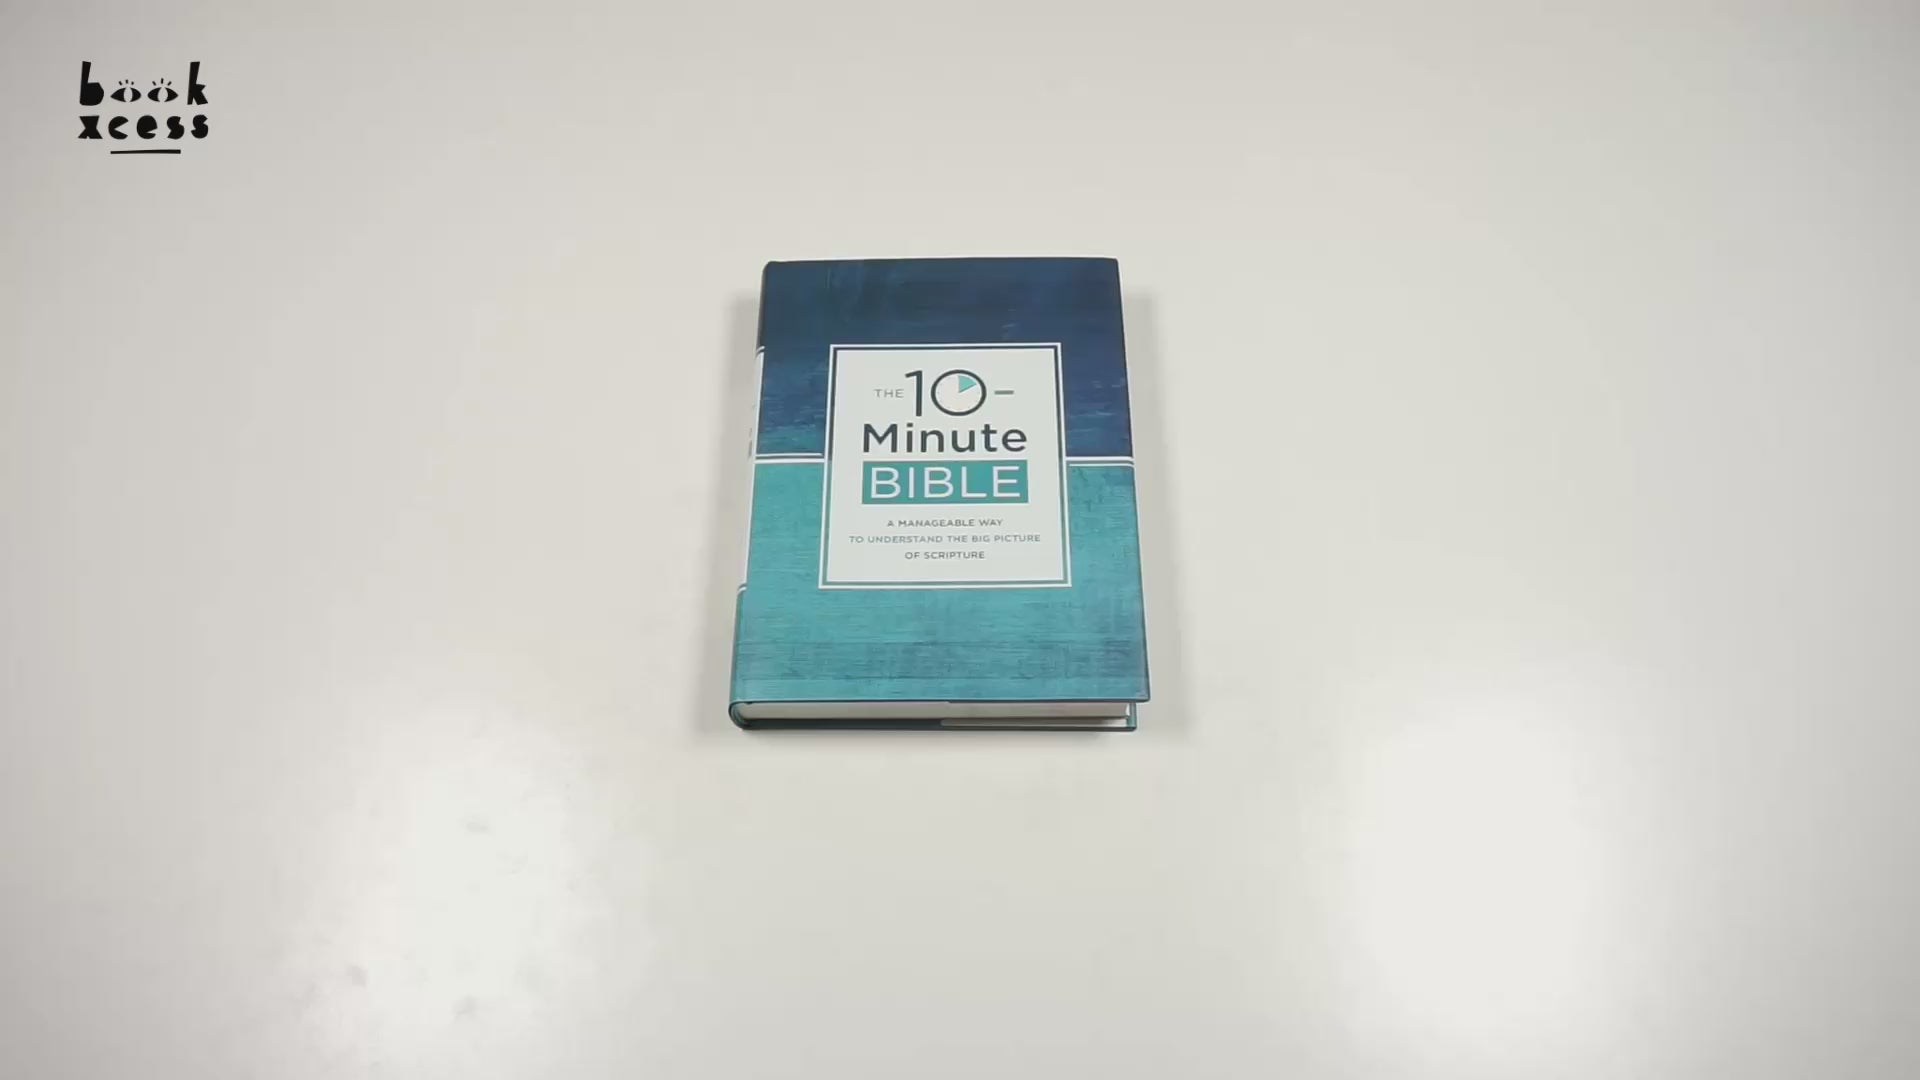 book
xcess
THE 10-
Minute
BIBLE
A MANAGEABLE WAY
TO UNDERSTAND THE BIG PICTURE
OF SCRIPTURE